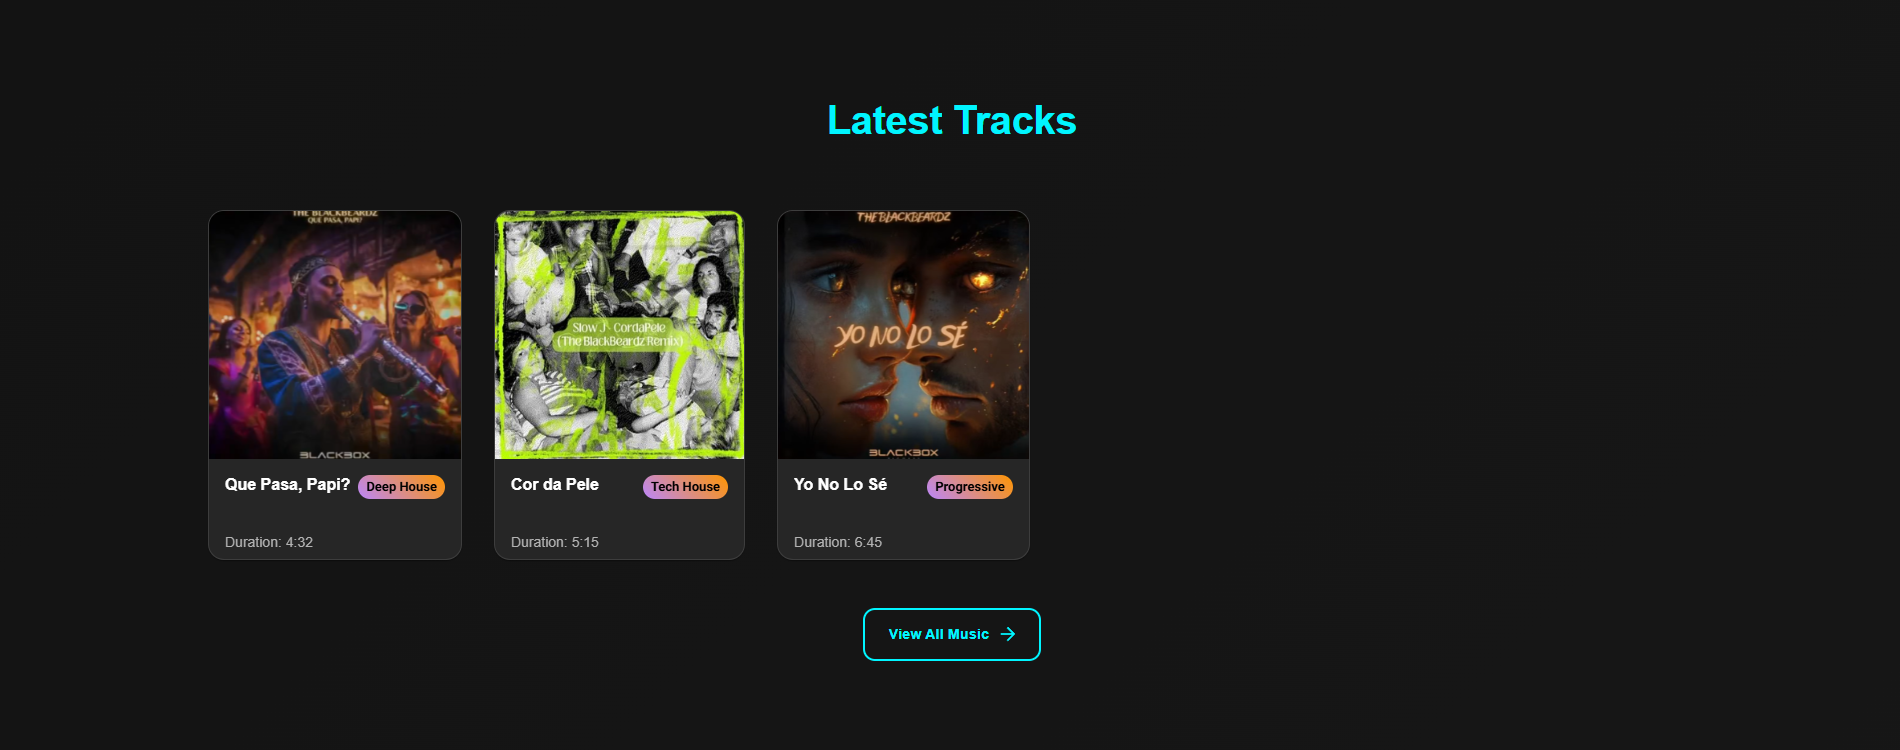 Latest Tracks
THE BLACKBEARDZ
QUE PASA, PAPI?
BLACKBOX
Que Pasa, Papi?
Deep House
Duration: 4:32
Slow J - CordaPele
(The BlackBeardz Remix)
Cor da Pele
Tech House
Duration: 5:15
THE BLACKBEARDZ
YO NO LO SÉ
BLACKBOX
Yo No Lo Sé
Progressive
Duration: 6:45
View All Music